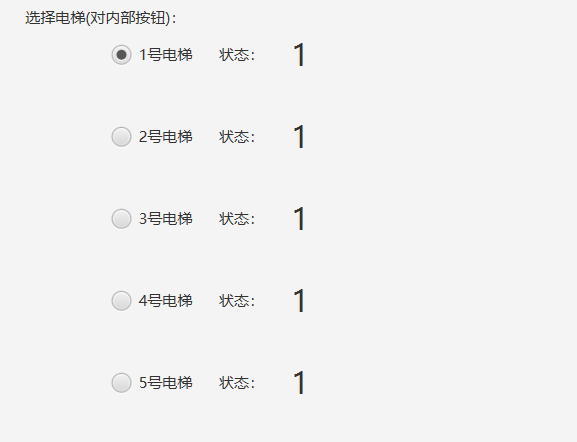 选择电梯(对内部按钮)：
1号电梯 状态： 1
2号电梯 状态： 1
3号电梯 状态： 1
4号电梯 状态： 1
5号电梯 状态： 1